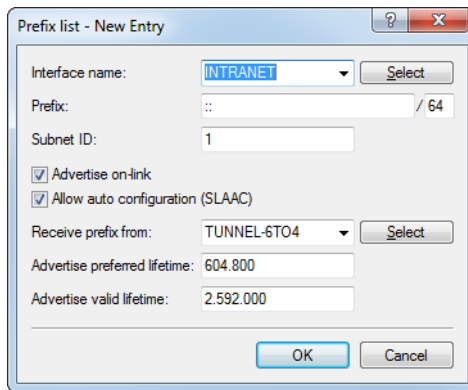 Prefix list - New Entry
Interface name: INTRANET Select
Prefix: :: / 64
Subnet ID: 1
Advertise on-link
Allow auto configuration (SLAAC)
Receive prefix from: TUNNEL-6TO4 Select
Advertise preferred lifetime: 604.800
Advertise valid lifetime: 2.592.000
OK Cancel